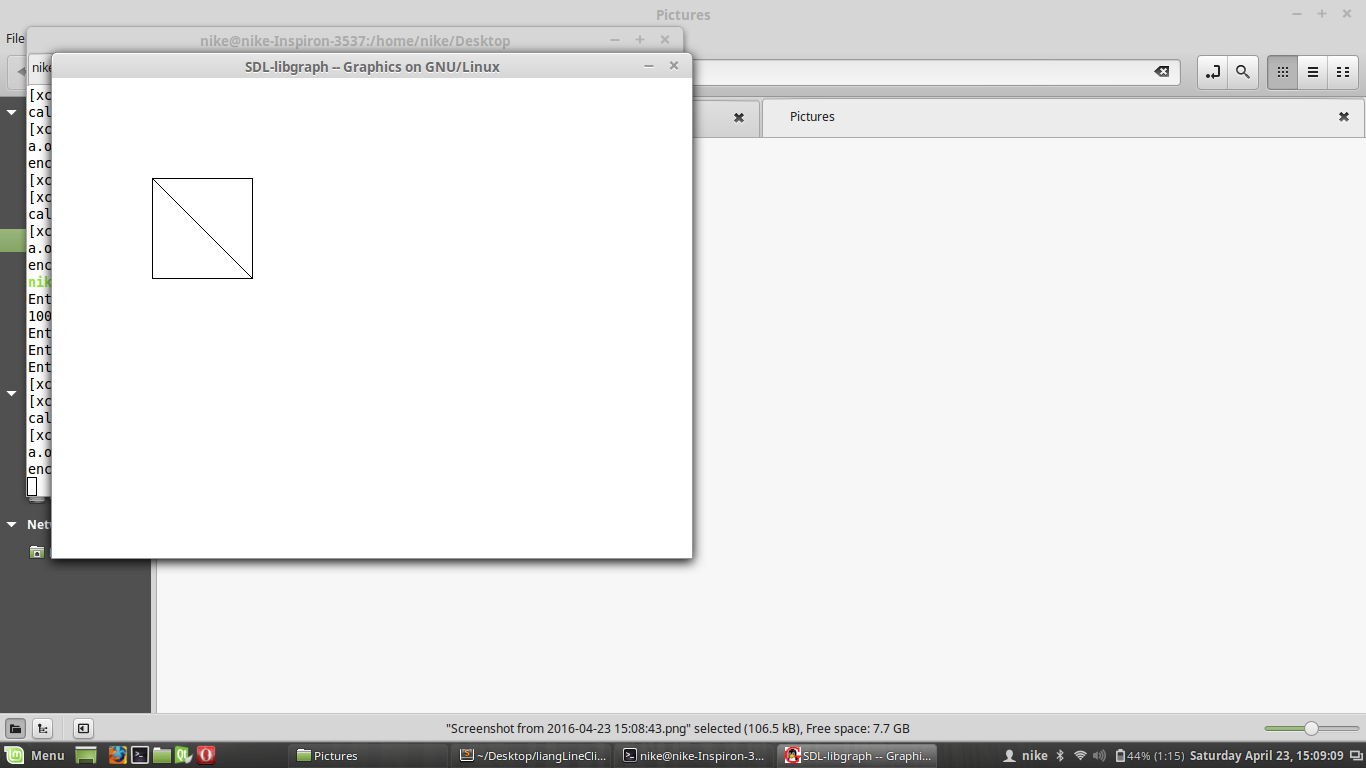 Pictures
File
nike@nike-Inspiron-3537:/home/nike/Desktop
nike
SDL-libgraph -- Graphics on GNU/Linux
Pictures
[xc
cal
[xc
a.o
enc
[xc
[xc
cal
[xc
a.o
enc
nik
Ent
100
Ent
Ent
Ent
[xc
[xc
cal
[xc
a.o
enc
Net
"Screenshot from 2016-04-23 15:08:43.png" selected (106.5 kB), Free space: 7.7 GB
Menu
Pictures
~/Desktop/liangLineCli...
nike@nike-Inspiron-3...
SDL-libgraph -- Graphi...
nike
44% (1:15)
Saturday April 23, 15:09:09